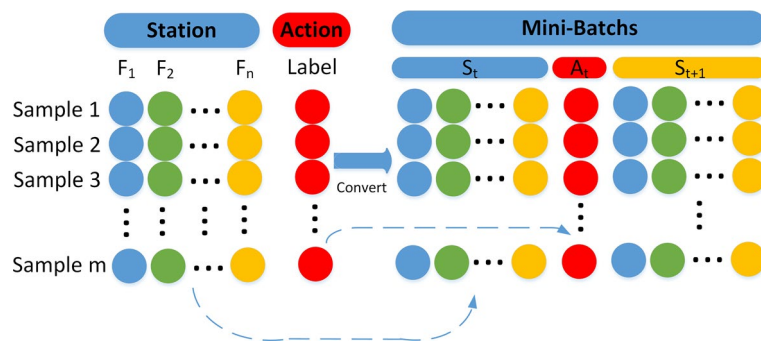 Station Action Mini-Batchs
F1 F2 Fn Label St At St+1
Sample 1
Sample 2
Sample 3
Convert
Sample m